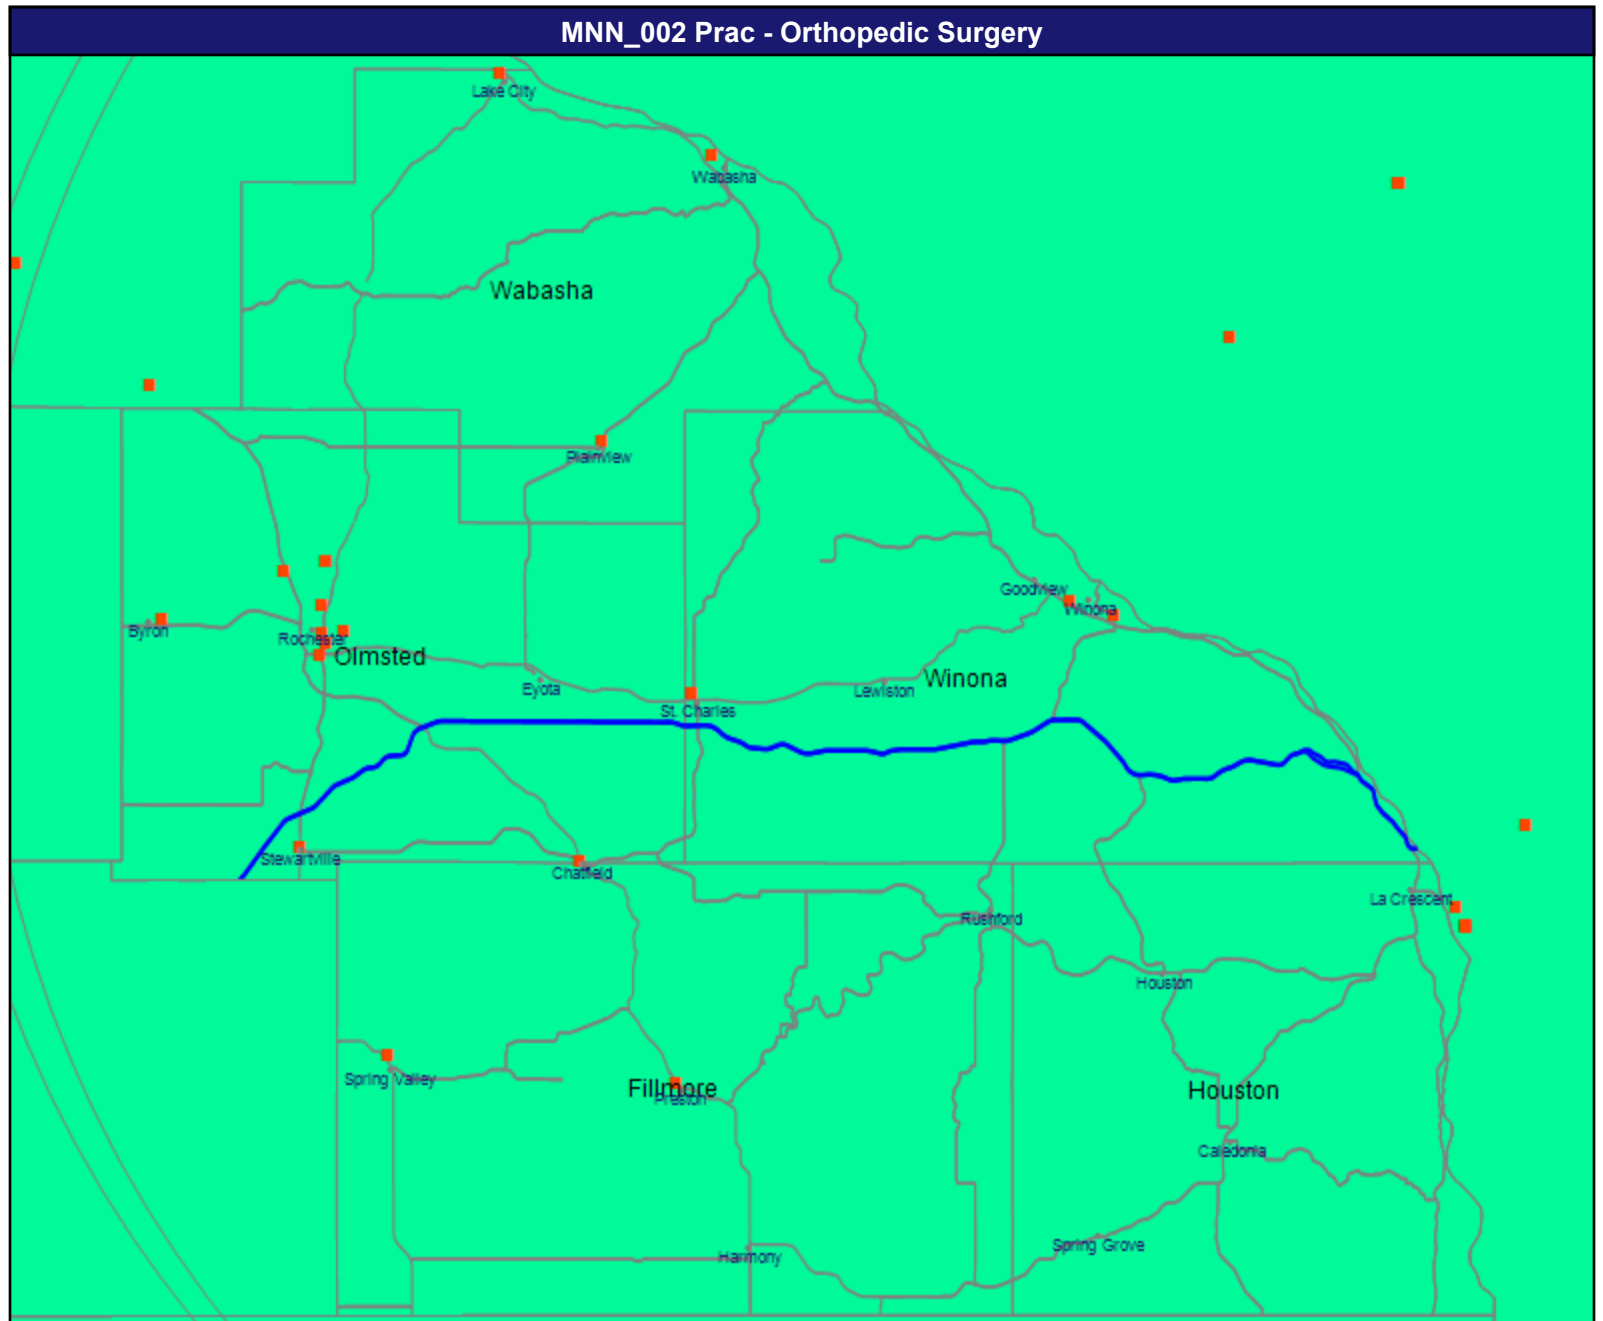 MNN_002 Prac - Orthopedic Surgery
Lake City
Wabasha
Wabasha
Plainview
Goodview
Winona
Byron
Rochester
Olmsted
Eyota
Lewiston
Winona
St. Charles
Stewartville
Chatfield
La Crescent
Rushford
Houston
Spring Valley
Fillmore
Preston
Houston
Caledonia
Harmony
Spring Grove